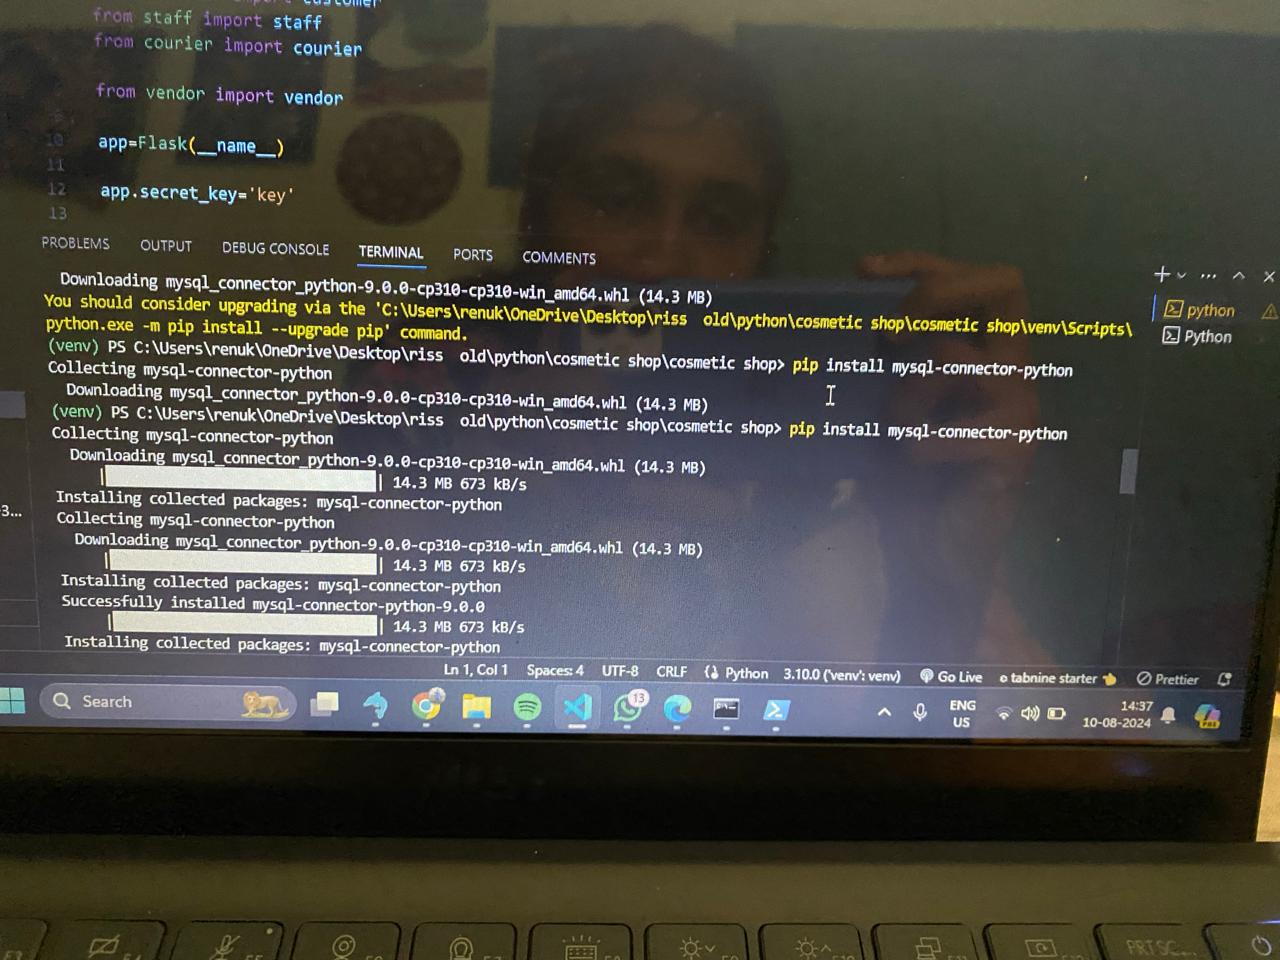 customer
from staff import staff
from courier import courier
from vendor import vendor
10 app=Flask(__name__)
11
12 app.secret_key='key'
13
PROBLEMS OUTPUT DEBUG CONSOLE TERMINAL PORTS COMMENTS
Downloading mysql_connector_python-9.0.0-cp310-cp310-win_amd64.whl (14.3 MB)
You should consider upgrading via the 'C:\Users\renuk\OneDrive\Desktop\riss  old\python\cosmetic shop\cosmetic shop\venv\Scripts\
python.exe -m pip install --upgrade pip' command.
(venv) PS C:\Users\renuk\OneDrive\Desktop\riss  old\python\cosmetic shop\cosmetic shop> pip install mysql-connector-python
Collecting mysql-connector-python
Downloading mysql_connector_python-9.0.0-cp310-cp310-win_amd64.whl (14.3 MB)
(venv) PS C:\Users\renuk\OneDrive\Desktop\riss  old\python\cosmetic shop\cosmetic shop> pip install mysql-connector-python
Collecting mysql-connector-python
Downloading mysql_connector_python-9.0.0-cp310-cp310-win_amd64.whl (14.3 MB)
| | 14.3 MB 673 kB/s
Installing collected packages: mysql-connector-python
Collecting mysql-connector-python
Downloading mysql_connector_python-9.0.0-cp310-cp310-win_amd64.whl (14.3 MB)
| | 14.3 MB 673 kB/s
Installing collected packages: mysql-connector-python
Successfully installed mysql-connector-python-9.0.0
| | 14.3 MB 673 kB/s
Installing collected packages: mysql-connector-python
python
Python
-3...
Ln 1, Col 1 Spaces: 4 UTF-8 CRLF Python 3.10.0 ('venv': venv) Go Live tabnine starter Prettier
Search 13 ENG 14:37
US 10-08-2024
PRT SC